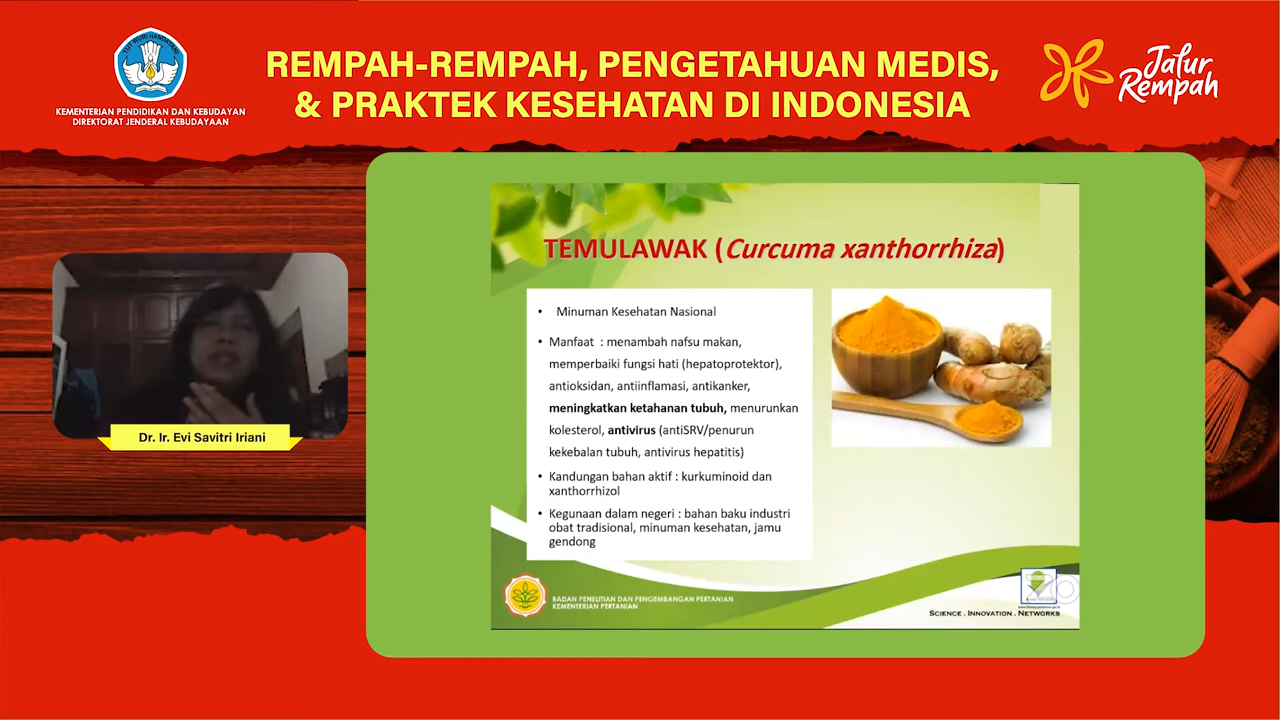 TUT WURI HANDAYANI
KEMENTERIAN PENDIDIKAN DAN KEBUDAYAN
DIREKTORAT JENDERAL KEBUDAYAAN
REMPAH-REMPAH, PENGETAHUAN MEDIS,
& PRAKTEK KESEHATAN DI INDONESIA
Jalur
Rempah
Dr. Ir. Evi Savitri Iriani
TEMULAWAK (Curcuma xanthorrhiza)
• Minuman Kesehatan Nasional
• Manfaat : menambah nafsu makan,
memperbaiki fungsi hati (hepatoprotektor),
antioksidan, antiinflamasi, antikanker,
meningkatkan ketahanan tubuh, menurunkan
kolesterol, antivirus (antiSRV/penurun
kekebalan tubuh, antivirus hepatitis)
• Kandungan bahan aktif : kurkuminoid dan
xanthorrhizol
• Kegunaan dalam negeri : bahan baku industri
obat tradisional, minuman kesehatan, jamu
gendong
BADAN PENELITIAN DAN PENGEMBANGAN PERTANIAN
KEMENTERIAN PERTANIAN
SCIENCE . INNOVATION . NETWORKS